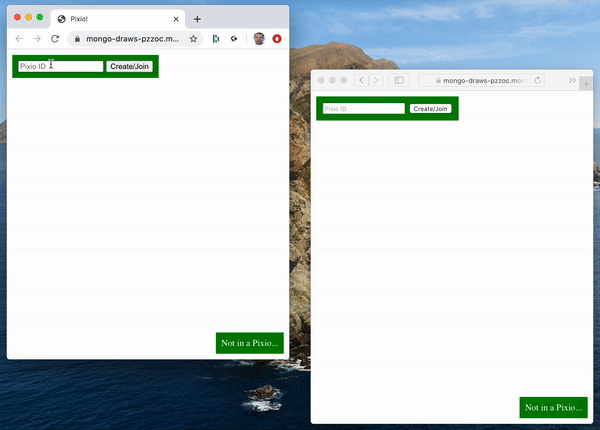 Pixio!
mongo-draws-pzzoc.m...
Pixio ID
Create/Join
Not in a Pixio...
mongo-draws-pzzoc.mon
Pixio ID
Create/Join
Not in a Pixio...